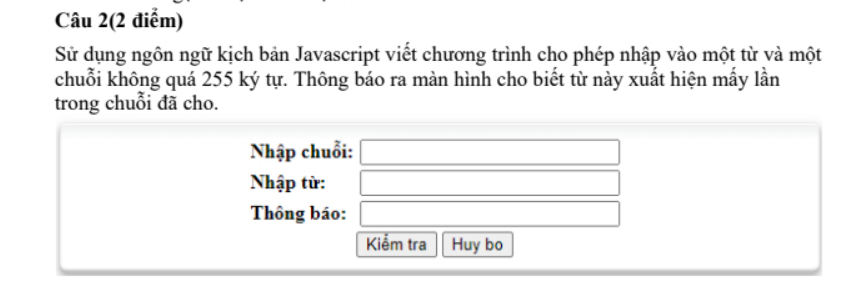 Câu 2(2 điểm)
Sử dụng ngôn ngữ kịch bản Javascript viết chương trình cho phép nhập vào một từ và một
chuỗi không quá 255 ký tự. Thông báo ra màn hình cho biết từ này xuất hiện mấy lần
trong chuỗi đã cho.
Nhập chuỗi:
Nhập từ:
Thông báo:
Kiểm tra Huy bo